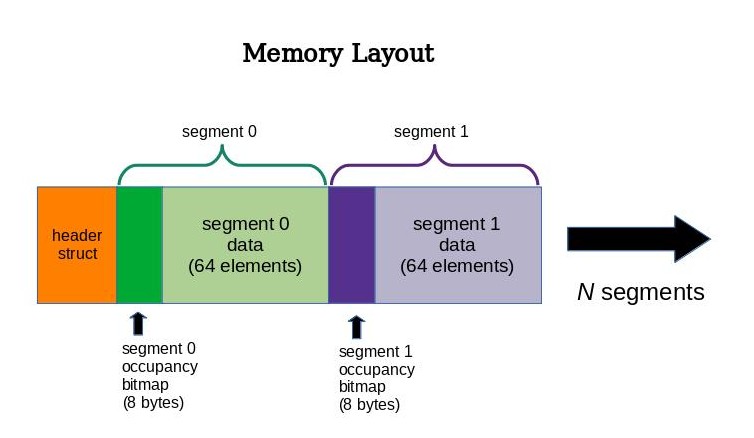 Memory Layout
segment 0
segment 1
header
struct
segment 0
data
(64 elements)
segment 1
data
(64 elements)
N segments
segment 0
occupancy
bitmap
(8 bytes)
segment 1
occupancy
bitmap
(8 bytes)